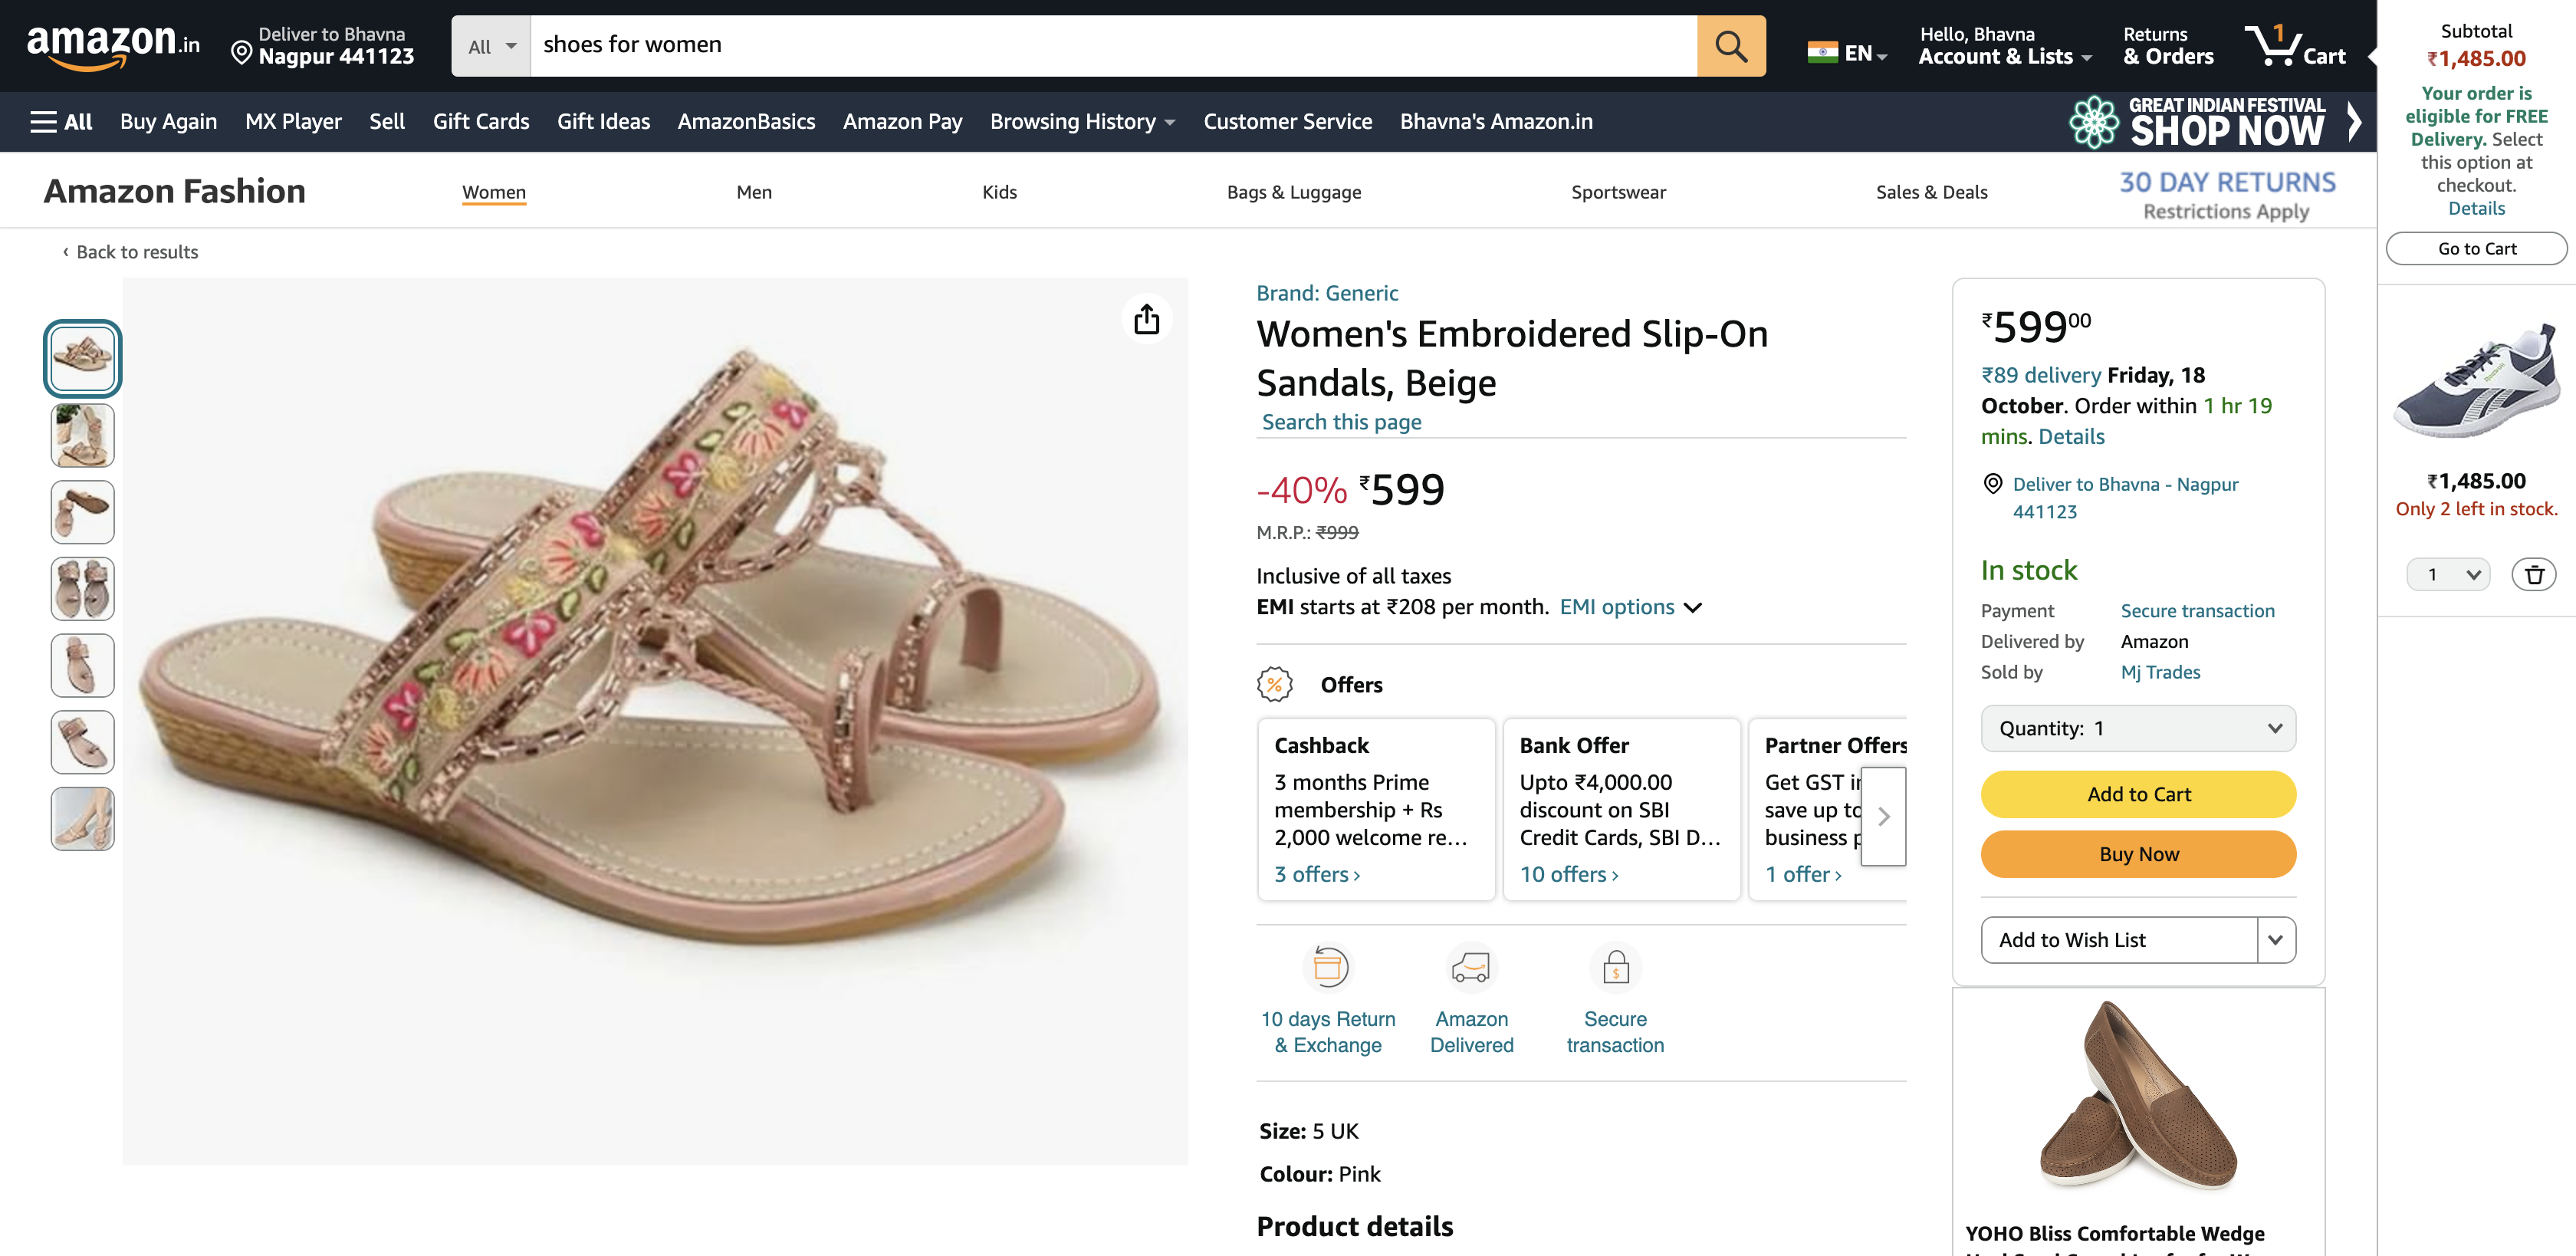 amazon.in
Deliver to Bhavna
Nagpur 441123
All
shoes for women
EN
Hello, Bhavna
Account & Lists
Returns
& Orders
1
Cart
All
Buy Again
MX Player
Sell
Gift Cards
Gift Ideas
AmazonBasics
Amazon Pay
Browsing History
Customer Service
Bhavna's Amazon.in
GREAT INDIAN FESTIVAL
SHOP NOW
Amazon Fashion
Women
Men
Kids
Bags & Luggage
Sportswear
Sales & Deals
30 DAY RETURNS
Restrictions Apply
‹ Back to results
Brand: Generic
Women's Embroidered Slip-On
Sandals, Beige
Search this page
-40% ₹599
M.R.P.: ₹999
Inclusive of all taxes
EMI starts at ₹208 per month. EMI options
Offers
Cashback
3 months Prime
membership + Rs
2,000 welcome re…
3 offers ›
Bank Offer
Upto ₹4,000.00
discount on SBI
Credit Cards, SBI D…
10 offers ›
Partner Offers
Get GST in
save up to
business p
1 offer ›
10 days Return
& Exchange
Amazon
Delivered
Secure
transaction
Size: 5 UK
Colour: Pink
Product details
₹59900
₹89 delivery Friday, 18
October. Order within 1 hr 19
mins. Details
Deliver to Bhavna - Nagpur
441123
In stock
Payment Secure transaction
Delivered by Amazon
Sold by Mj Trades
Quantity: 1
Add to Cart
Buy Now
Add to Wish List
YOHO Bliss Comfortable Wedge
Subtotal
₹1,485.00
Your order is
eligible for FREE
Delivery. Select
this option at
checkout.
Details
Go to Cart
₹1,485.00
Only 2 left in stock.
1